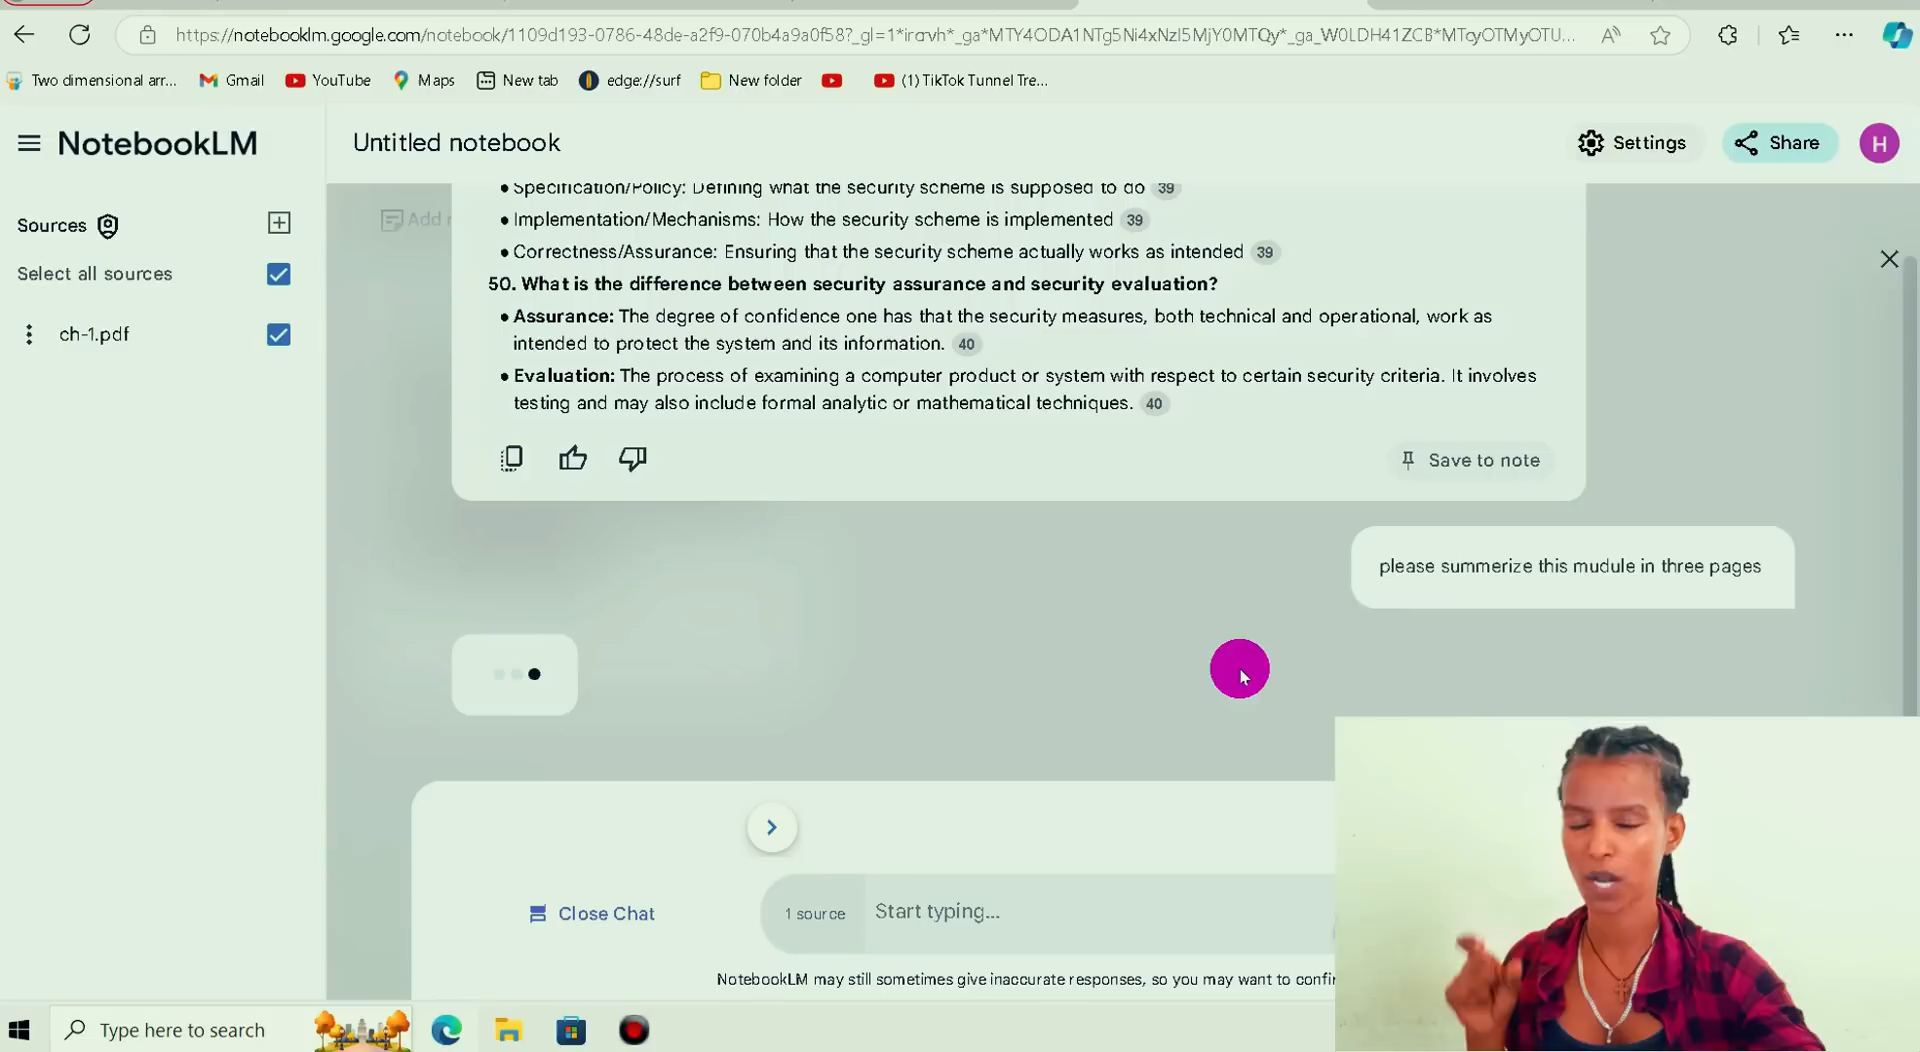 https://notebooklm.google.com/notebook/1109d193-0786-48de-a2f9-070b4a9a0f58?_gl=1*irarvh*_ga*MTY4ODA1NTg5Ni4xNzI5MjY0MTQy*_ga_W0LDH41ZCB*MTcyOTMyOTU...
Two dimensional arr...
Gmail
YouTube
Maps
New tab
edge://surf
New folder
(1) TikTok Tunnel Tre...
NotebookLM
Untitled notebook
Settings
Share
H
Sources
Select all sources
ch-1.pdf
Add
• Specification/Policy: Defining what the security scheme is supposed to do 39
• Implementation/Mechanisms: How the security scheme is implemented 39
• Correctness/Assurance: Ensuring that the security scheme actually works as intended 39
50. What is the difference between security assurance and security evaluation?
• Assurance: The degree of confidence one has that the security measures, both technical and operational, work as
intended to protect the system and its information. 40
• Evaluation: The process of examining a computer product or system with respect to certain security criteria. It involves
testing and may also include formal analytic or mathematical techniques. 40
Save to note
please summerize this mudule in three pages
Close Chat
1 source
Start typing...
NotebookLM may still sometimes give inaccurate responses, so you may want to confir
Type here to search